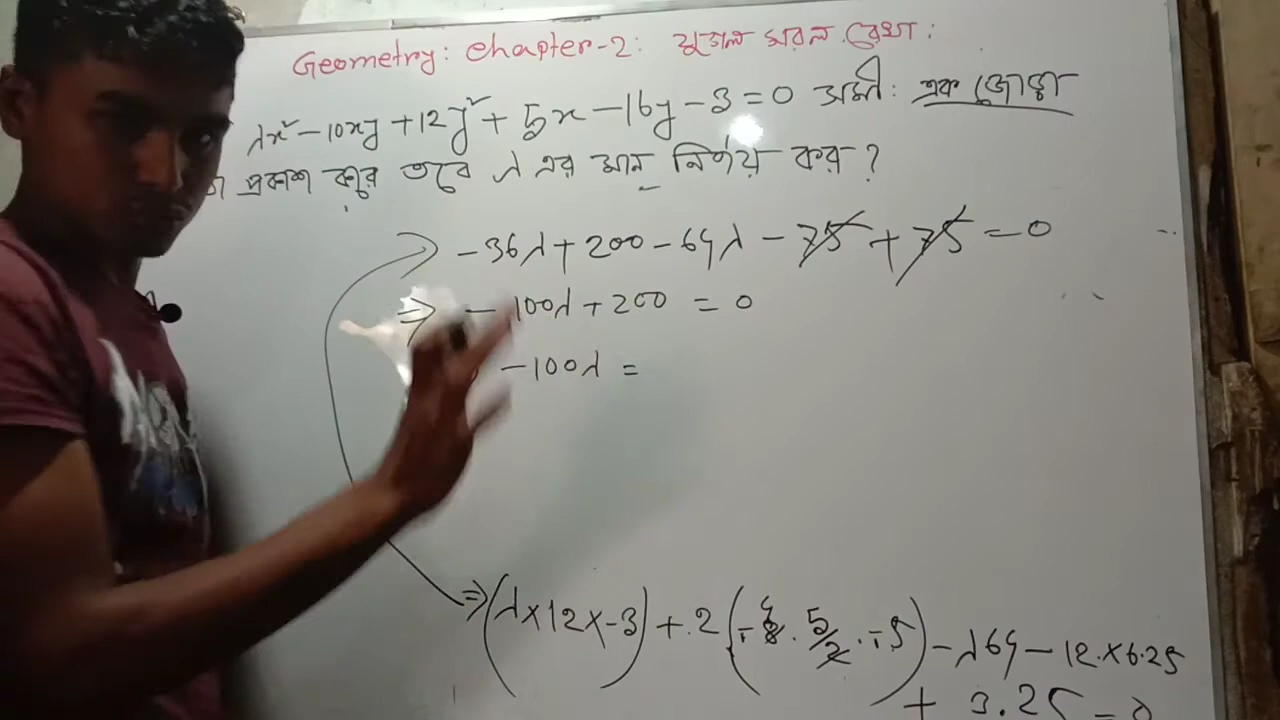 Geometry: Chapter-2: যুগল সরল রেখা:
λx² - 10xy + 12y² + 5x - 16y - 3 = 0 সমী: এক জোড়া
প্রকাশ করে তবে λ এর মান নির্ণয় কর?
⇒ -36λ + 200 - 64λ - 75 + 75 = 0
⇒ -100λ + 200 = 0
-100λ =
⇒ (λ×12×-3) + 2(-8. 5/2 . -5) - λ64 - 12×6.25
+ 3.25 = 0